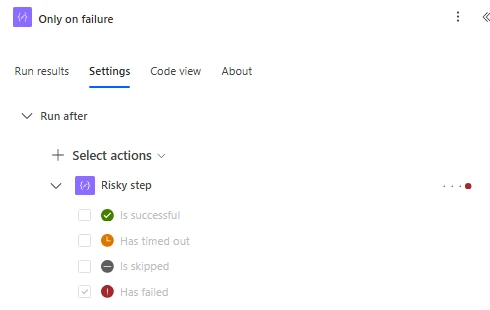 Only on failure
Run results Settings Code view About
Run after
Select actions
Risky step
Is successful
Has timed out
Is skipped
Has failed